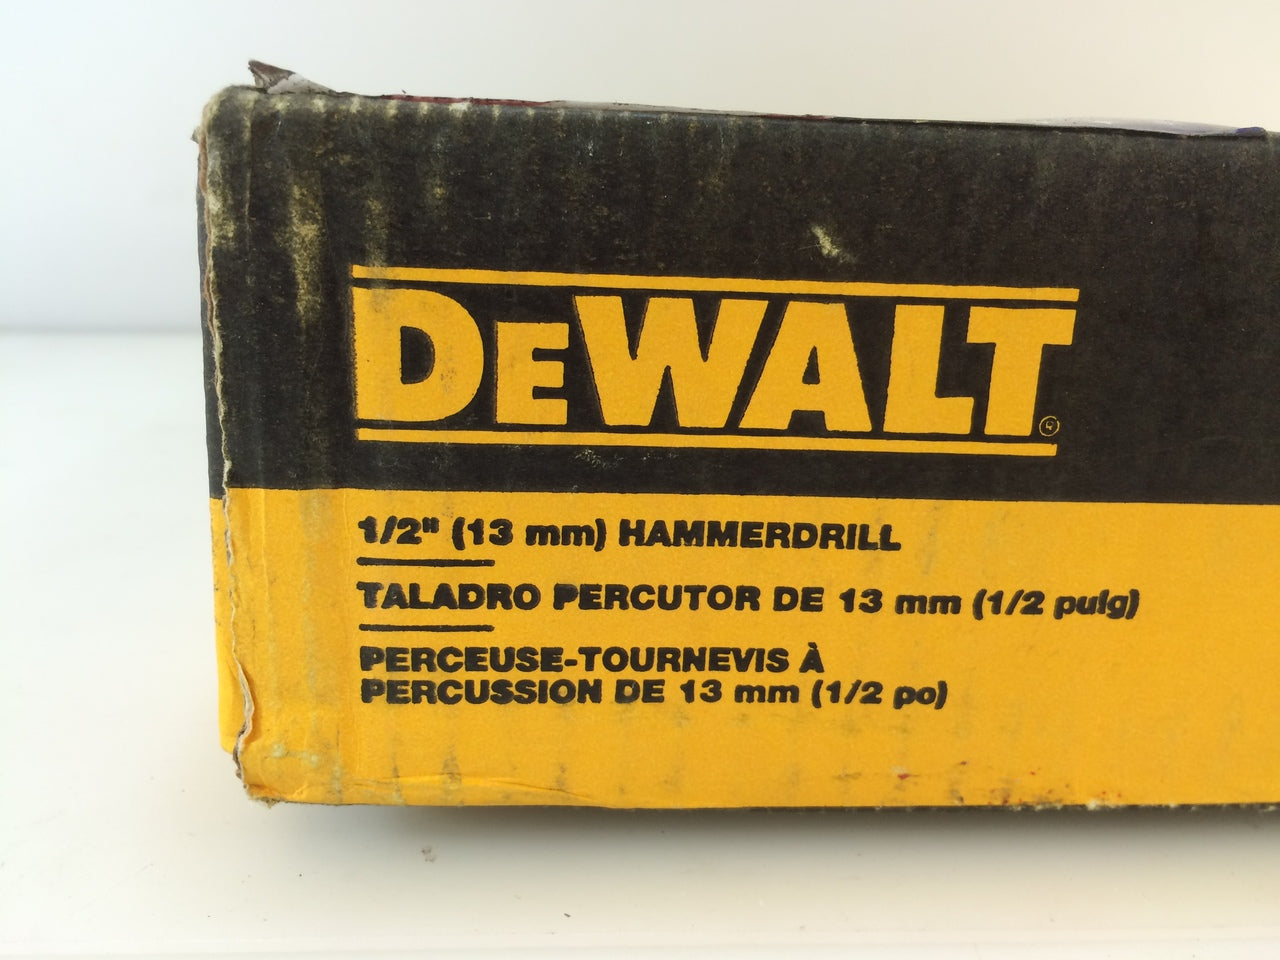 DEWALT®
1/2" (13 mm) HAMMERDRILL
TALADRO PERCUTOR DE 13 mm (1/2 pulg)
PERCEUSE-TOURNEVIS À
PERCUSSION DE 13 mm (1/2 po)